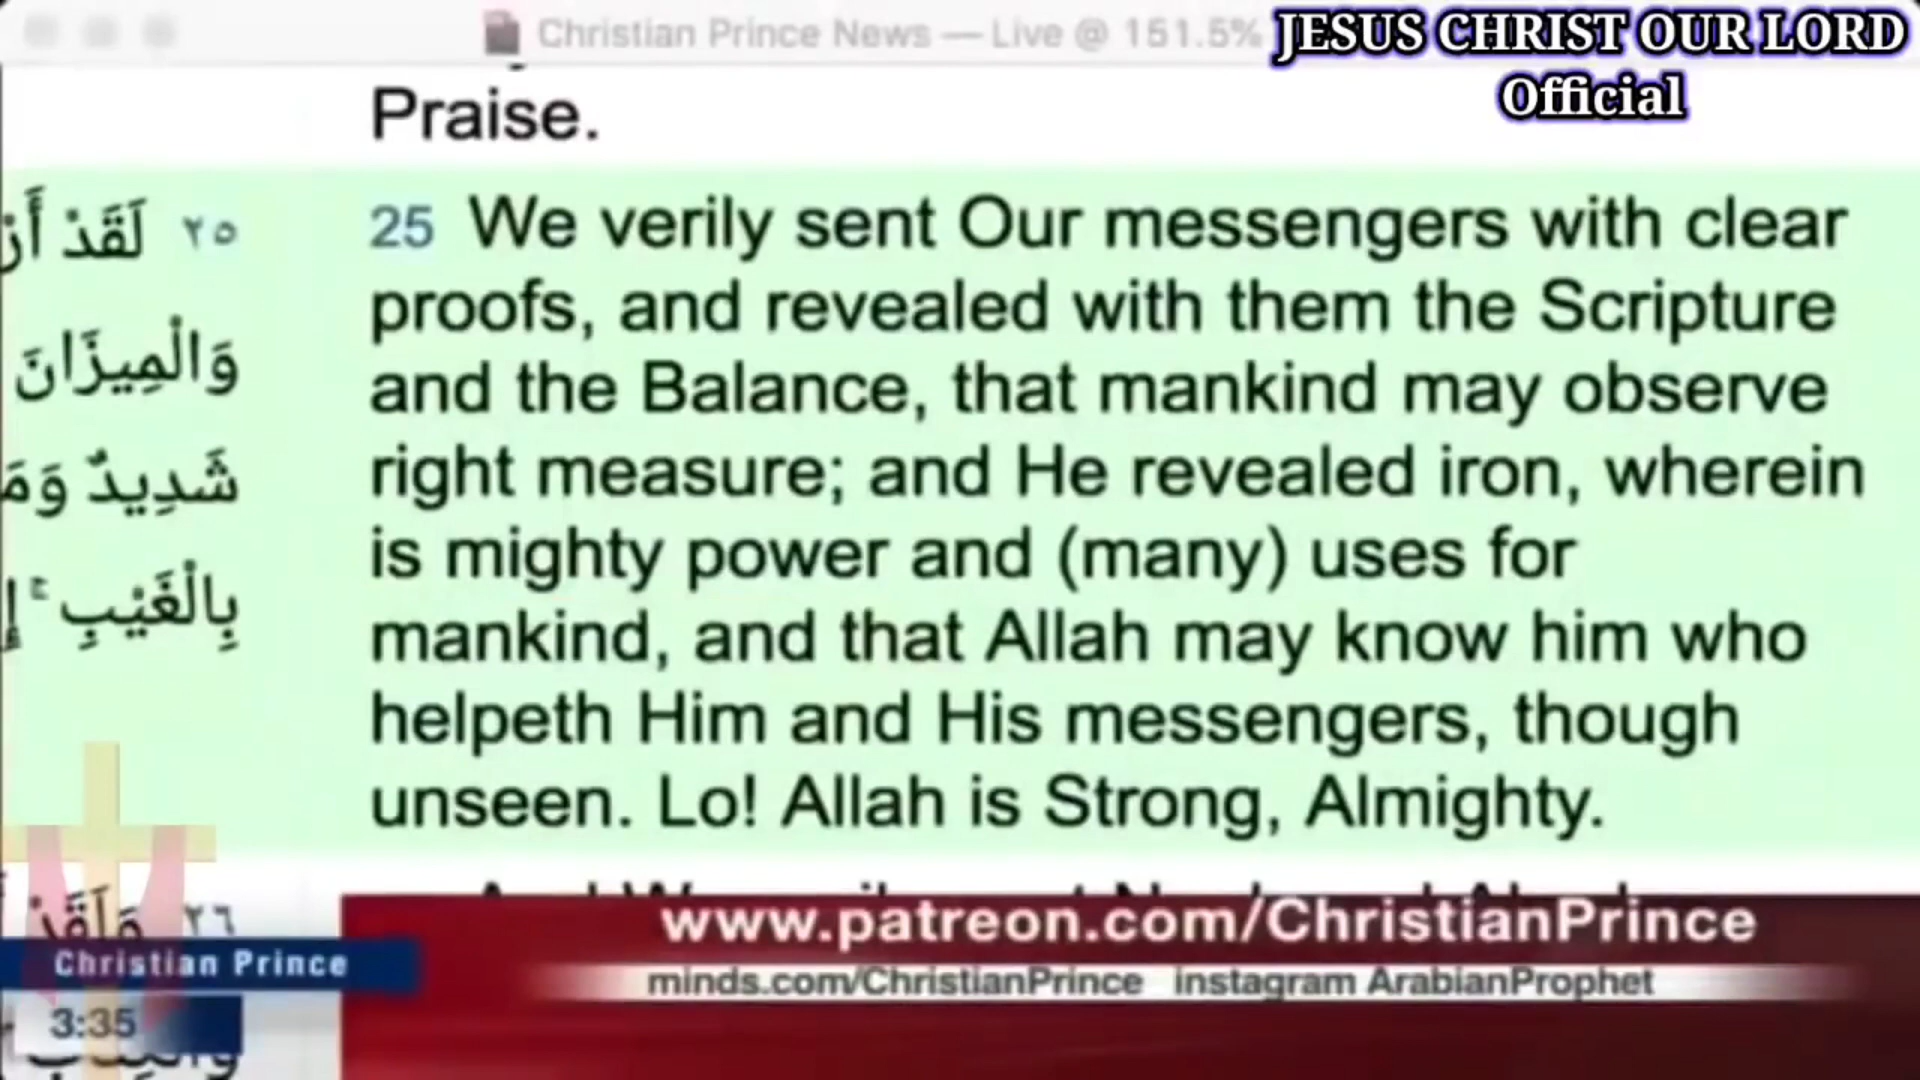 Christian Prince News — Live @ 151.5%
JESUS CHRIST OUR LORD
Official
Praise.
٢٥ لَقَدْ
25 We verily sent Our messengers with clear
proofs, and revealed with them the Scripture
وَالْمِيزَانَ
and the Balance, that mankind may observe
right measure; and He revealed iron, wherein
شَدِيدٌ
is mighty power and (many) uses for
بِالْغَيْبِ ۚ
mankind, and that Allah may know him who
helpeth Him and His messengers, though
unseen. Lo! Allah is Strong, Almighty.
٢٦ وَلَقَدْ
www.patreon.com/ChristianPrince
Christian Prince
minds.com/ChristianPrince instagram ArabianProphet
3:35